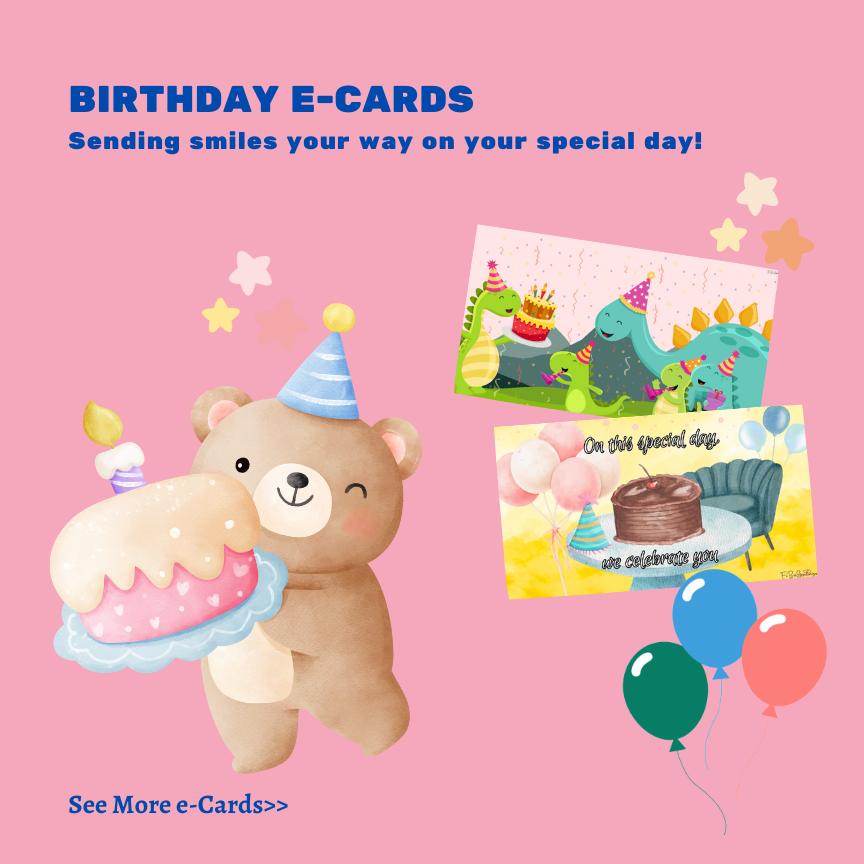 BIRTHDAY E-CARDS
Sending smiles your way on your special day!
On this special day,
we celebrate you
See More e-Cards>>